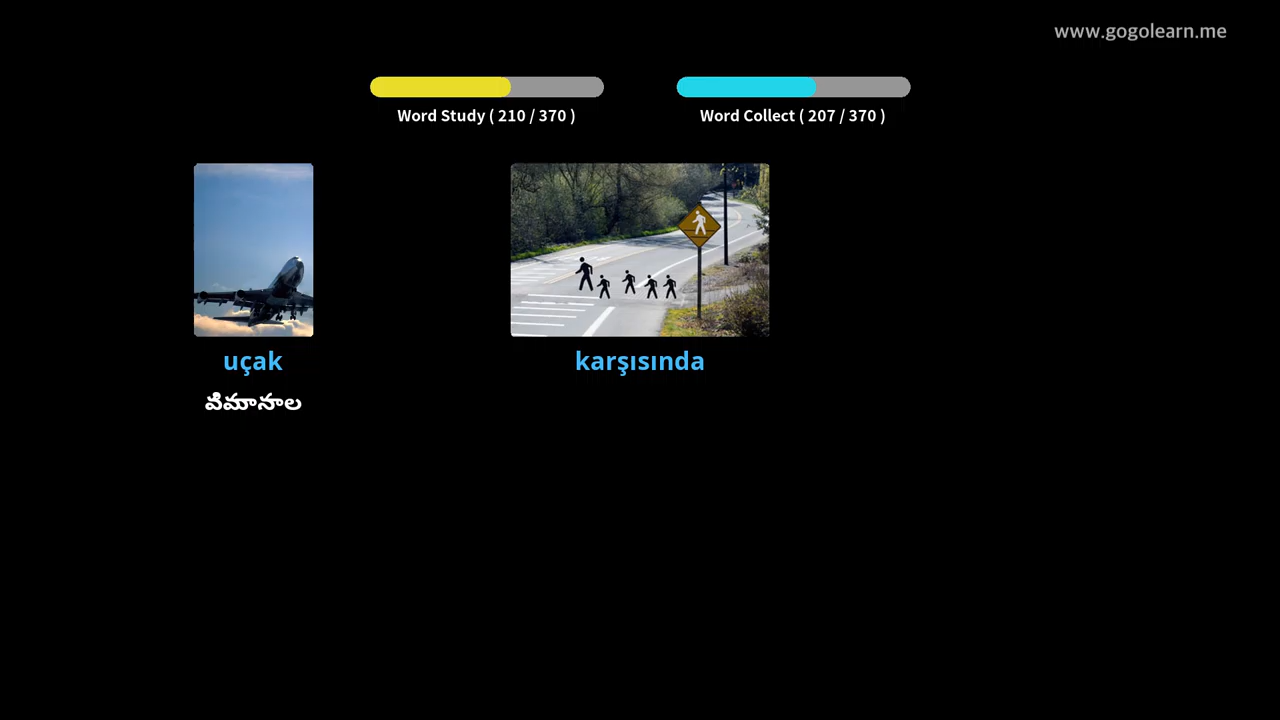 www.gogolearn.me
Word Study ( 210 / 370 )
Word Collect ( 207 / 370 )
uçak
karşısında
విమానాల